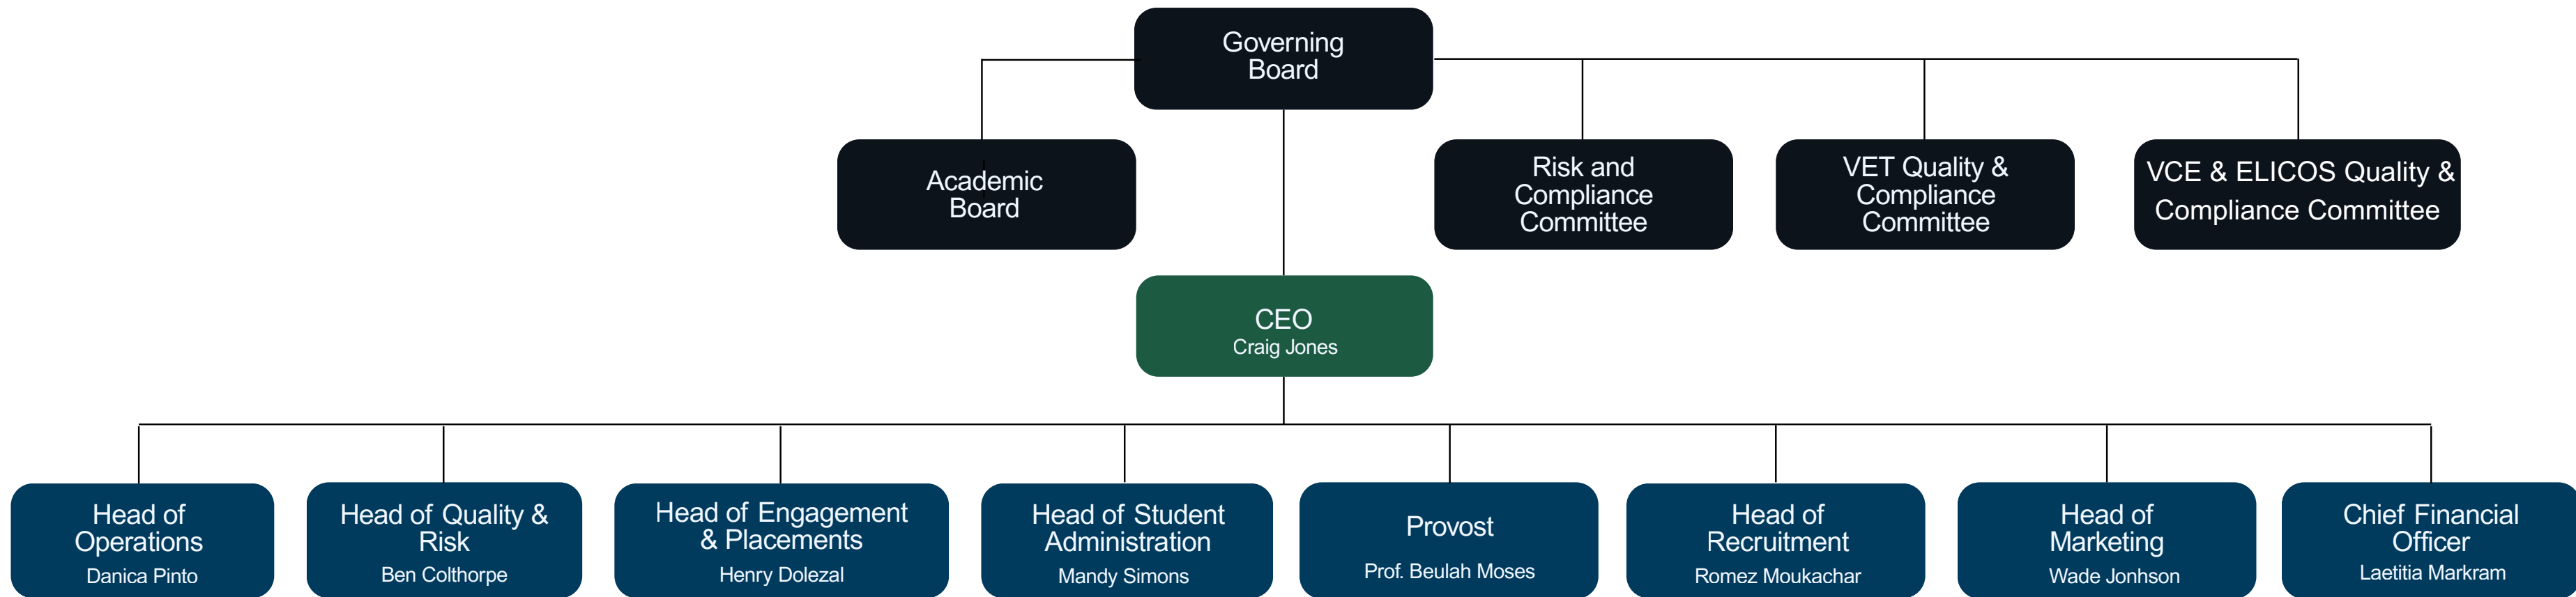 Governing
Board
Academic
Board
Risk and
Compliance
Committee
VET Quality &
Compliance
Committee
VCE & ELICOS Quality &
Compliance Committee
CEO
Craig Jones
Head of
Operations
Danica Pinto
Head of Quality &
Risk
Ben Colthorpe
Head of Engagement
& Placements
Henry Dolezal
Head of Student
Administration
Mandy Simons
Provost
Prof. Beulah Moses
Head of
Recruitment
Romez Moukachar
Head of
Marketing
Wade Jonhson
Chief Financial
Officer
Laetitia Markram